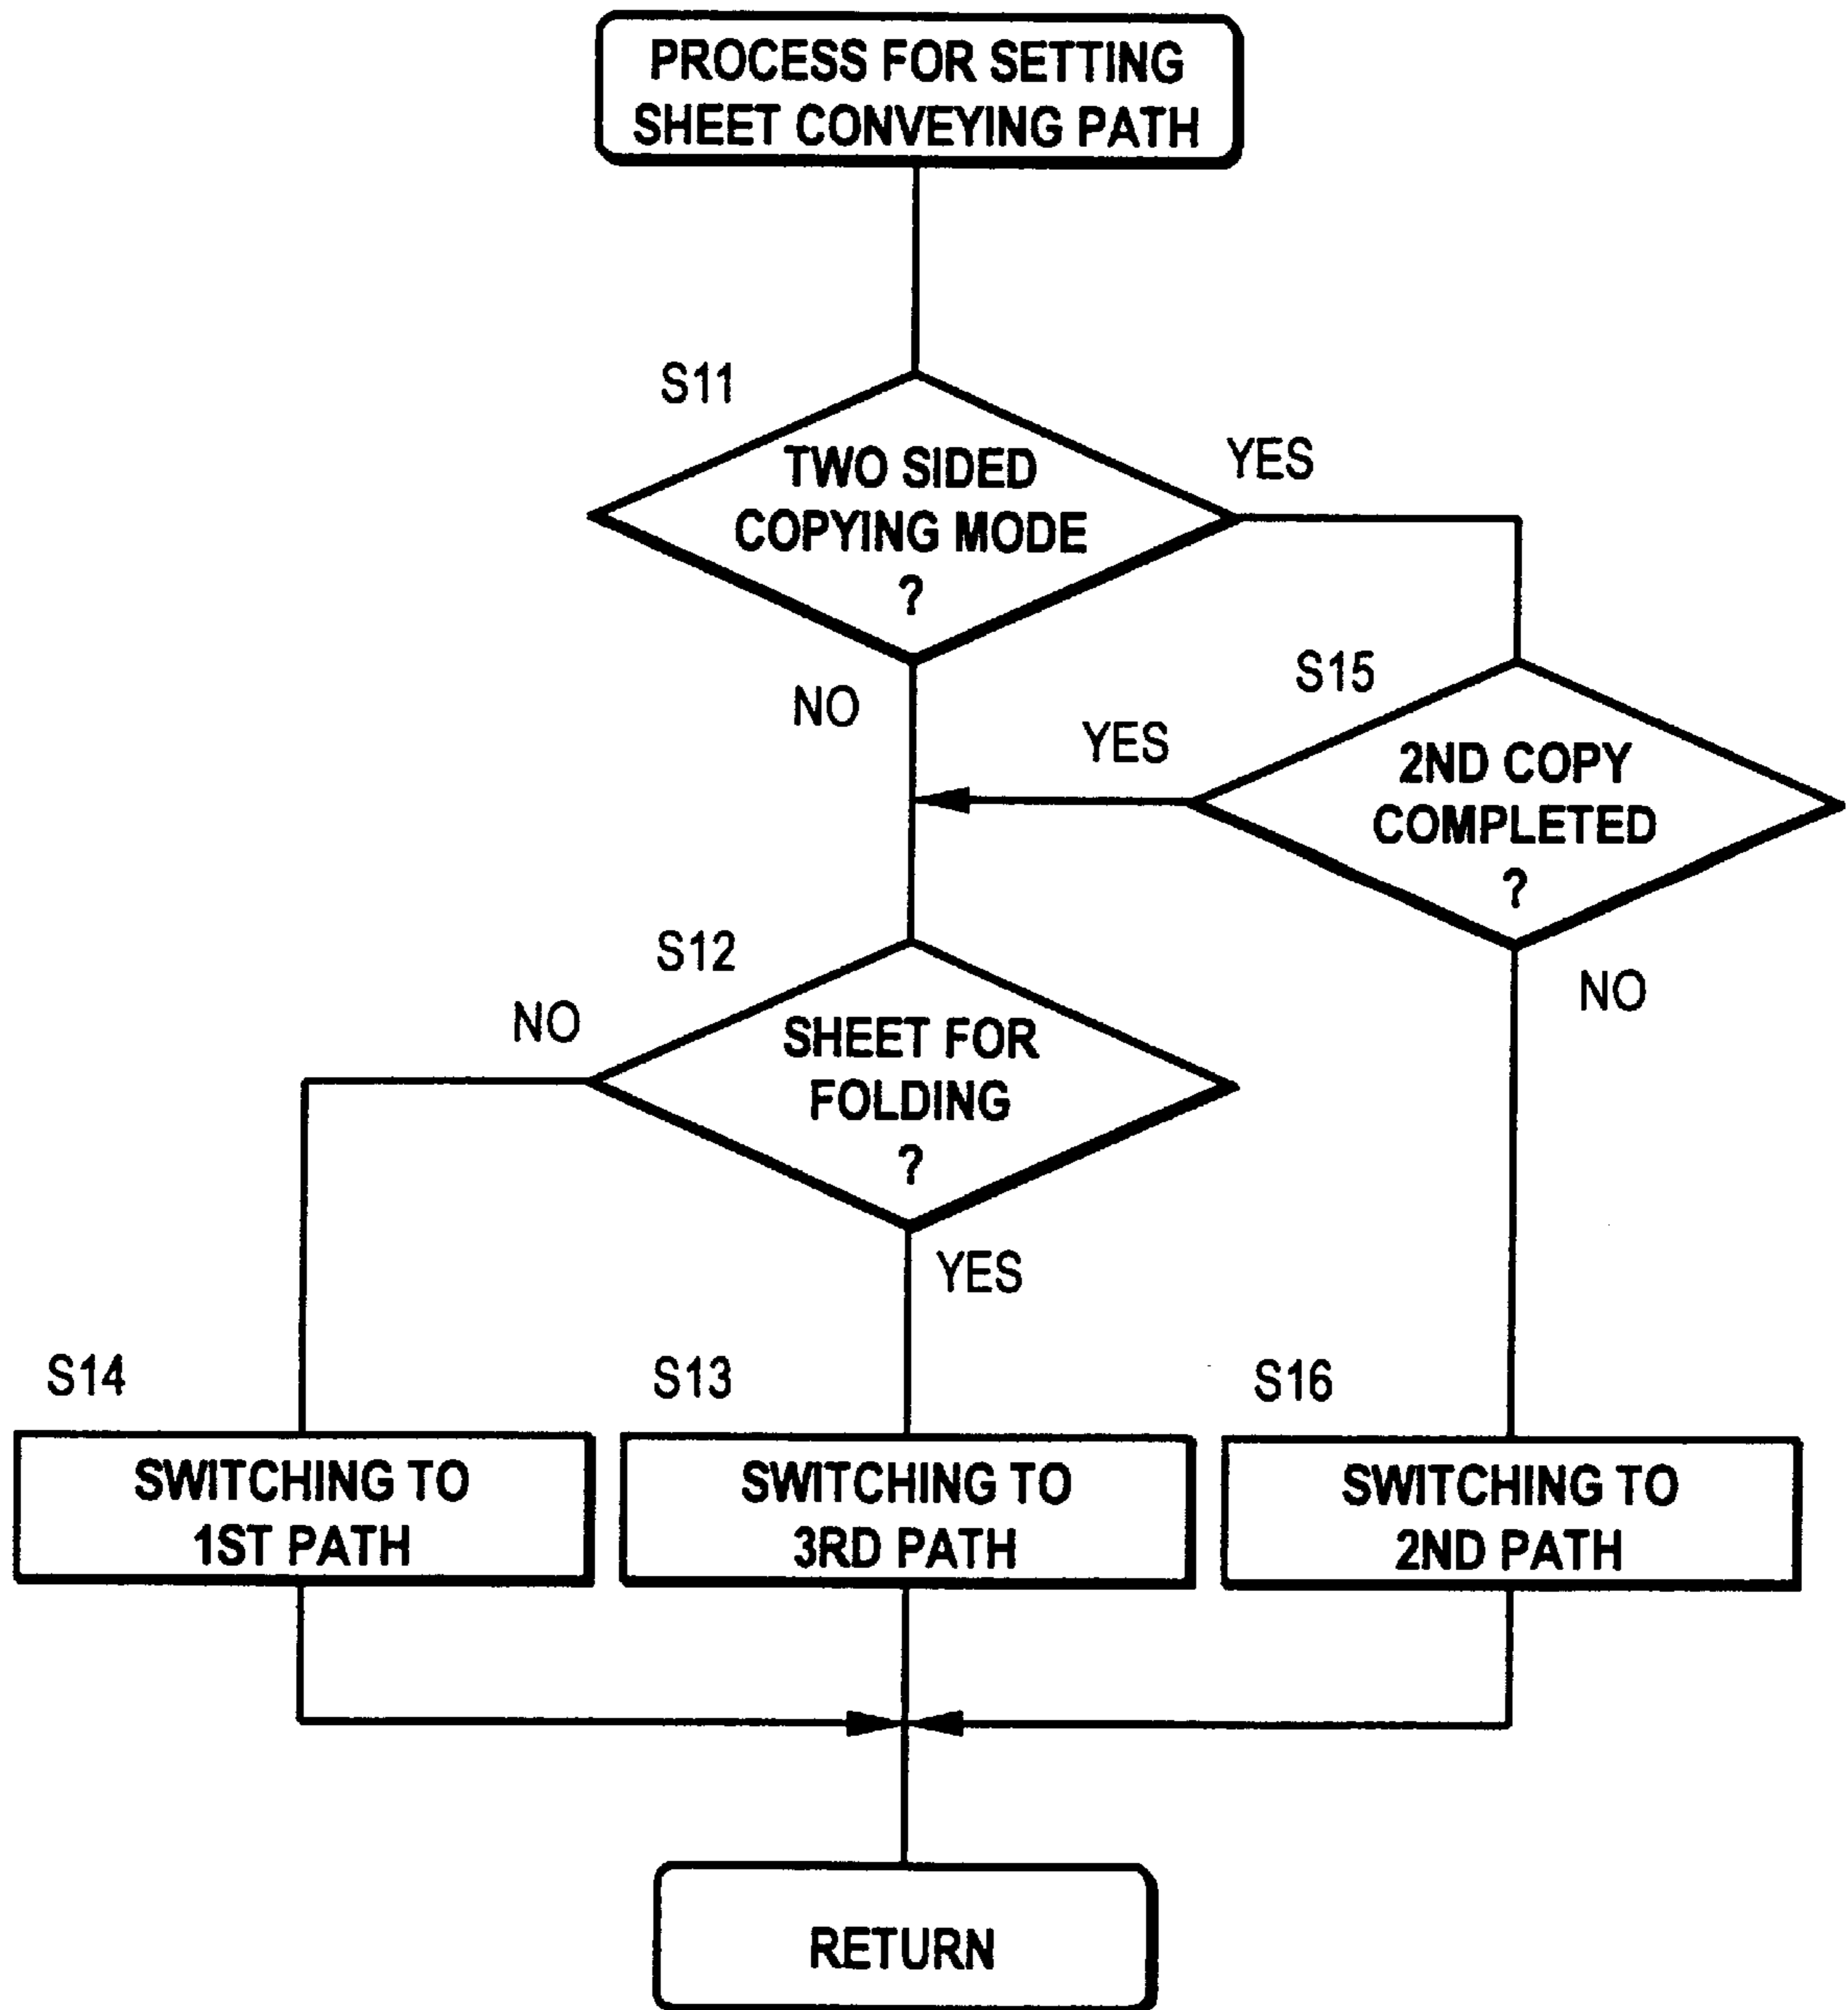 PROCESS FOR SETTING
SHEET CONVEYING PATH
S11
TWO SIDED
COPYING MODE
?
YES
NO
S15
2ND COPY
COMPLETED
?
YES
NO
S12
SHEET FOR
FOLDING
?
NO
YES
S14
SWITCHING TO
1ST PATH
S13
SWITCHING TO
3RD PATH
S16
SWITCHING TO
2ND PATH
RETURN